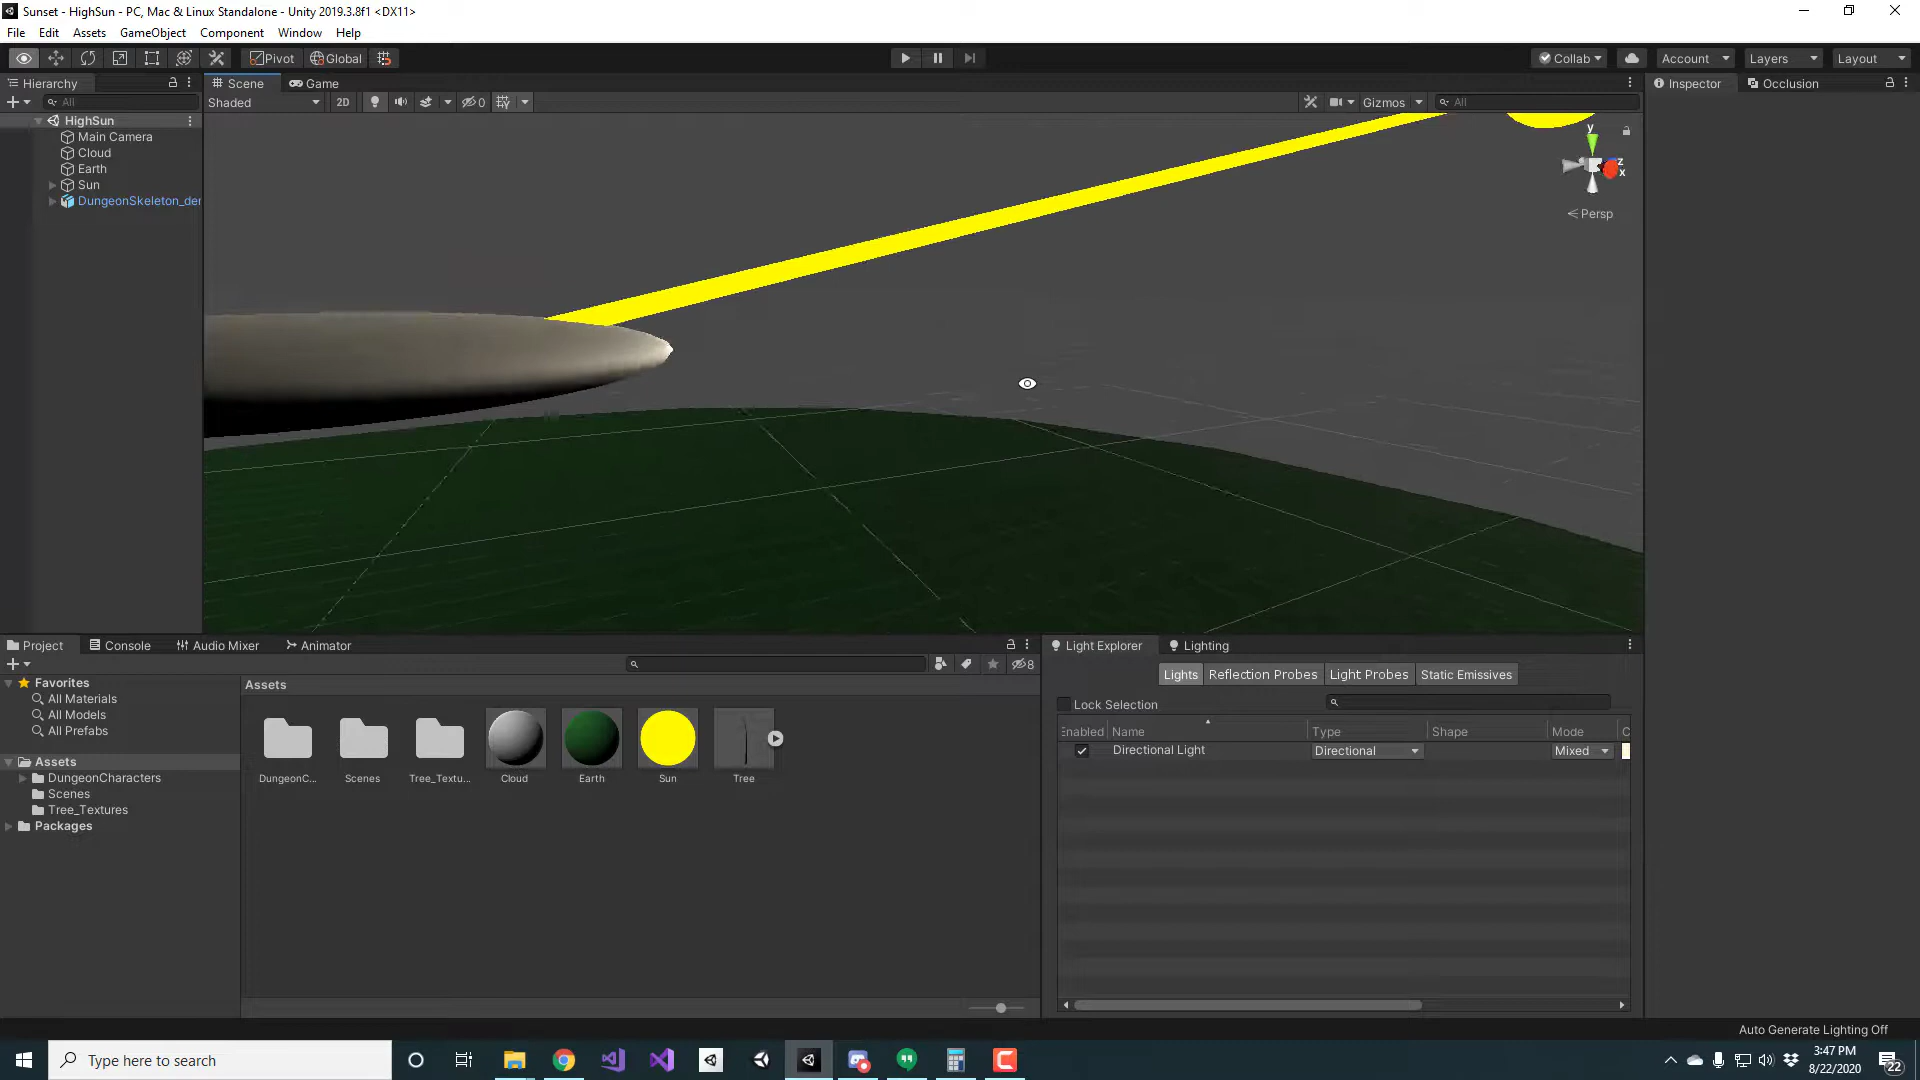 Sunset - HighSun - PC, Mac & Linux Standalone - Unity 2019.3.8f1 <DX11>
File Edit Assets GameObject Component Window Help
Pivot Global Collab Account Layers Layout
Hierarchy Scene Game Inspector Occlusion
All Shaded 2D 0 Gizmos All
HighSun
Main Camera
Cloud
Earth
Sun
DungeonSkeleton_der
y
z
x
Persp
Project Console Audio Mixer Animator Light Explorer Lighting
8
Favorites Assets Lights Reflection Probes Light Probes Static Emissives
All Materials
All Models
All Prefabs
Lock Selection
Enabled Name Type Shape Mode C
Directional Light Directional Mixed
Assets
DungeonCharacters
Scenes
Tree_Textures
Packages
DungeonC... Scenes Tree_Textu... Cloud Earth Sun Tree
Auto Generate Lighting Off
Type here to search
3:47 PM
8/22/2020
22